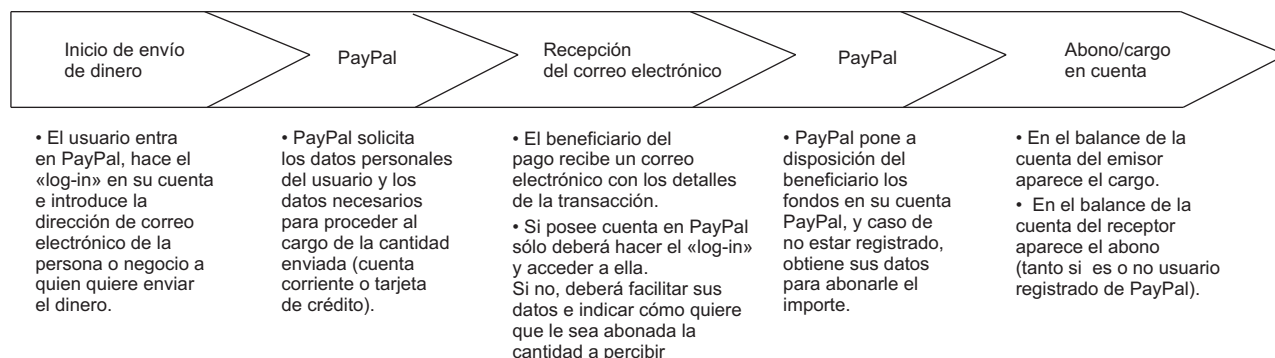 Inicio de envío
de dinero
PayPal
Recepción
del correo electrónico
PayPal
Abono/cargo
en cuenta
• El usuario entra
en PayPal, hace el
«log-in» en su cuenta
e introduce la
dirección de correo
electrónico de la
persona o negocio a
quien quiere enviar
el dinero.
• PayPal solicita
los datos personales
del usuario y los
datos necesarios
para proceder al
cargo de la cantidad
enviada (cuenta
corriente o tarjeta
de crédito).
• El beneficiario del
pago recibe un correo
electrónico con los detalles
de la transacción.
• Si posee cuenta en PayPal
sólo deberá hacer el «log-in»
y acceder a ella.
Si no, deberá facilitar sus
datos e indicar cómo quiere
que le sea abonada la
cantidad a percibir
• PayPal pone a
disposición del
beneficiario los
fondos en su cuenta
PayPal, y caso de
no estar registrado,
obtiene sus datos
para abonarle el
importe.
• En el balance de la
cuenta del emisor
aparece el cargo.
• En el balance de la
cuenta del receptor
aparece el abono
(tanto si es o no usuario
registrado de PayPal).